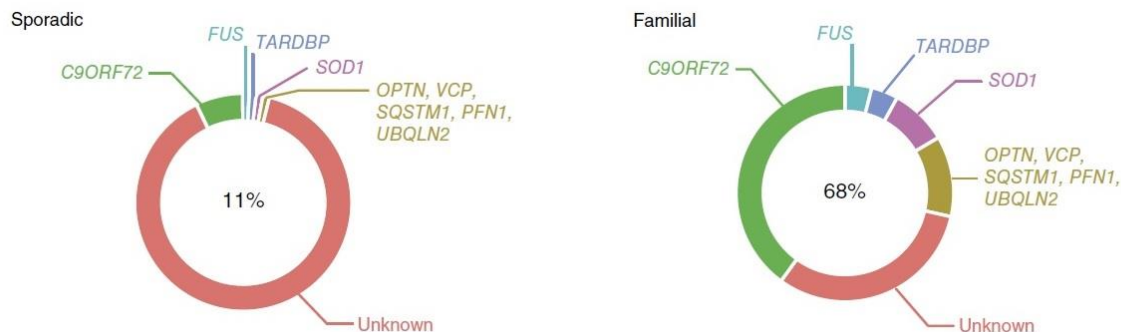 Sporadic
FUS
TARDBP
C9ORF72
SOD1
OPTN, VCP,
SQSTM1, PFN1,
UBQLN2
11%
Unknown
Familial
FUS
TARDBP
C9ORF72
SOD1
OPTN, VCP,
SQSTM1, PFN1,
UBQLN2
68%
Unknown